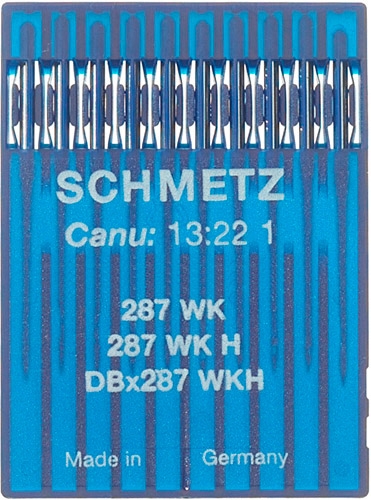 SCHMETZ
Canu: 13:22 1
287 WK
287 WK H
DBx287 WKH
Made in Germany